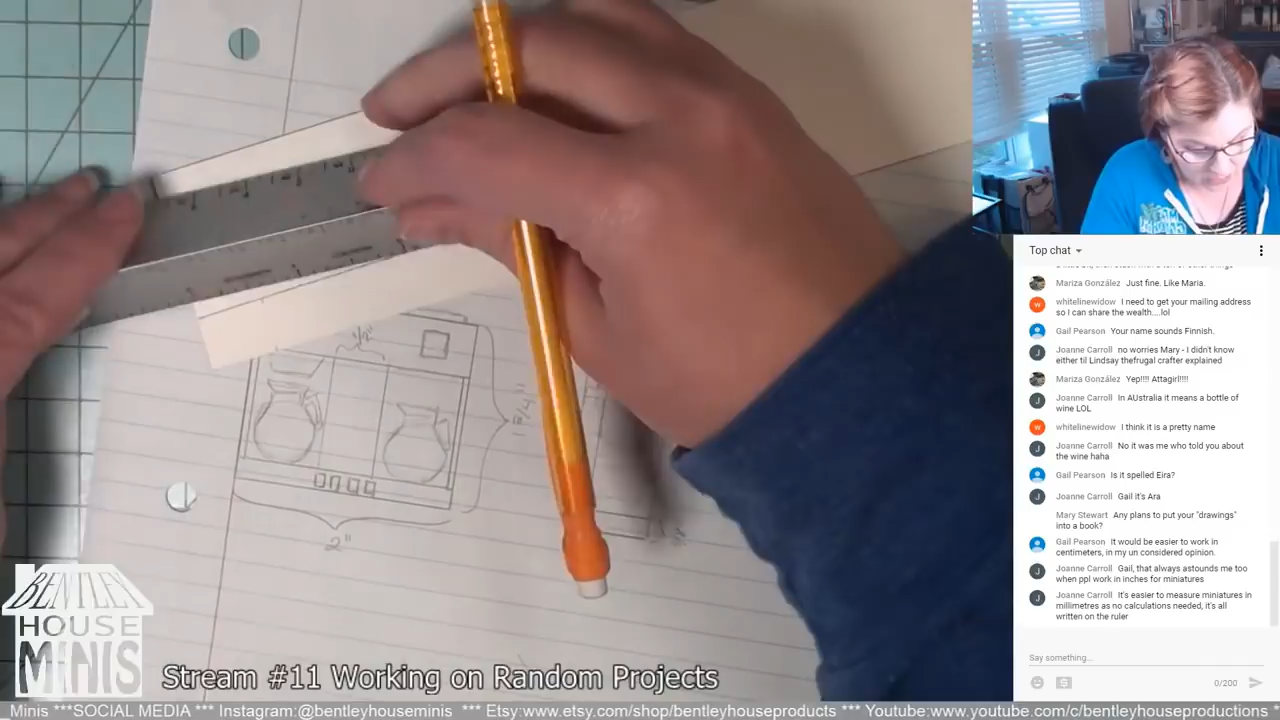 Top chat
Mariza González Just fine. Like Maria.
whitelinewidow I need to get your mailing address
so I can share the wealth....lol
Gail Pearson Your name sounds Finnish.
Joanne Carroll no worries Mary - I didn't know
either til Lindsay thefrugal crafter explained
Mariza González Yep!!!! Attagirl!!!!
Joanne Carroll In AUstralia it means a bottle of
wine LOL
whitelinewidow I think it is a pretty name
Joanne Carroll No it was me who told you about
the wine haha
Gail Pearson Is it spelled Eira?
Joanne Carroll Gail it's Ara
Mary Stewart Any plans to put your "drawings"
into a book?
Gail Pearson It would be easier to work in
centimeters, in my un considered opinion.
Joanne Carroll Gail, that always astounds me too
when ppl work in inches for miniatures
Joanne Carroll It's easier to measure miniatures in
millimetres as no calculations needed, it's all
written on the ruler
Say something...
0/200
1/2"
2"
BENTLEY
HOUSE
MINIS
Stream #11 Working on Random Projects
Minis ***SOCIAL MEDIA *** Instagram:@bentleyhouseminis *** Etsy:www.etsy.com/shop/bentleyhouseproducts *** Youtube:www.youtube.com/c/bentleyhouseproductions *